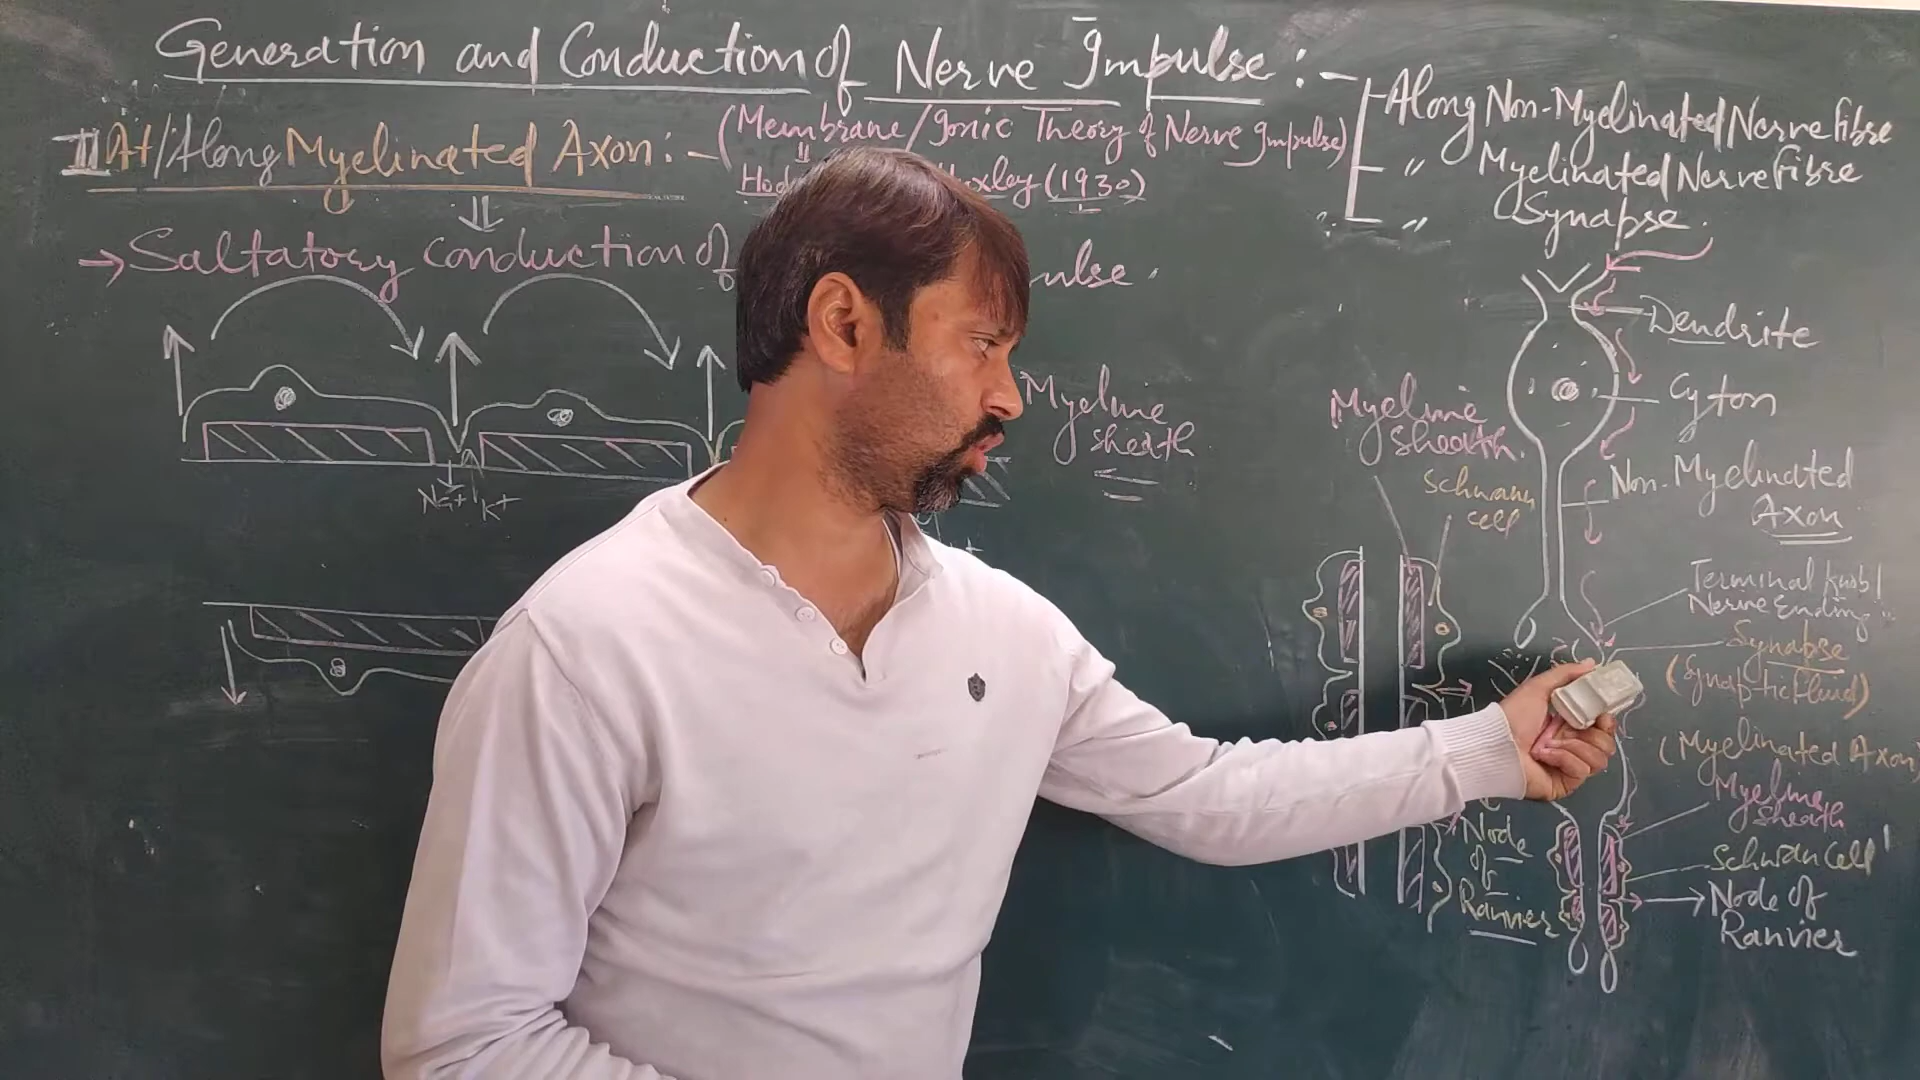 Generation and Conduction of Nerve Impulse :-
Along Non-Myelinated Nerve fibre
" Myelinated Nerve Fibre
" Synapse.
II At/Along Myelinated Axon :- (Membrane/Ionic Theory of Nerve Impulse)
(1930)
→ Saltatory conduction of
Dendrite
Cyton
Myeline
sheath
Myeline
Sheath.
Schwann
cell
Non-Myelinated
Axon
Na+ K+
Terminal knob/
Nerve Ending
Synapse
(Synaptic fluid)
(Myelinated Axon)
Myeline
Sheath
Schwan Cell
Node
of
Ranvier
Node of
Ranvier